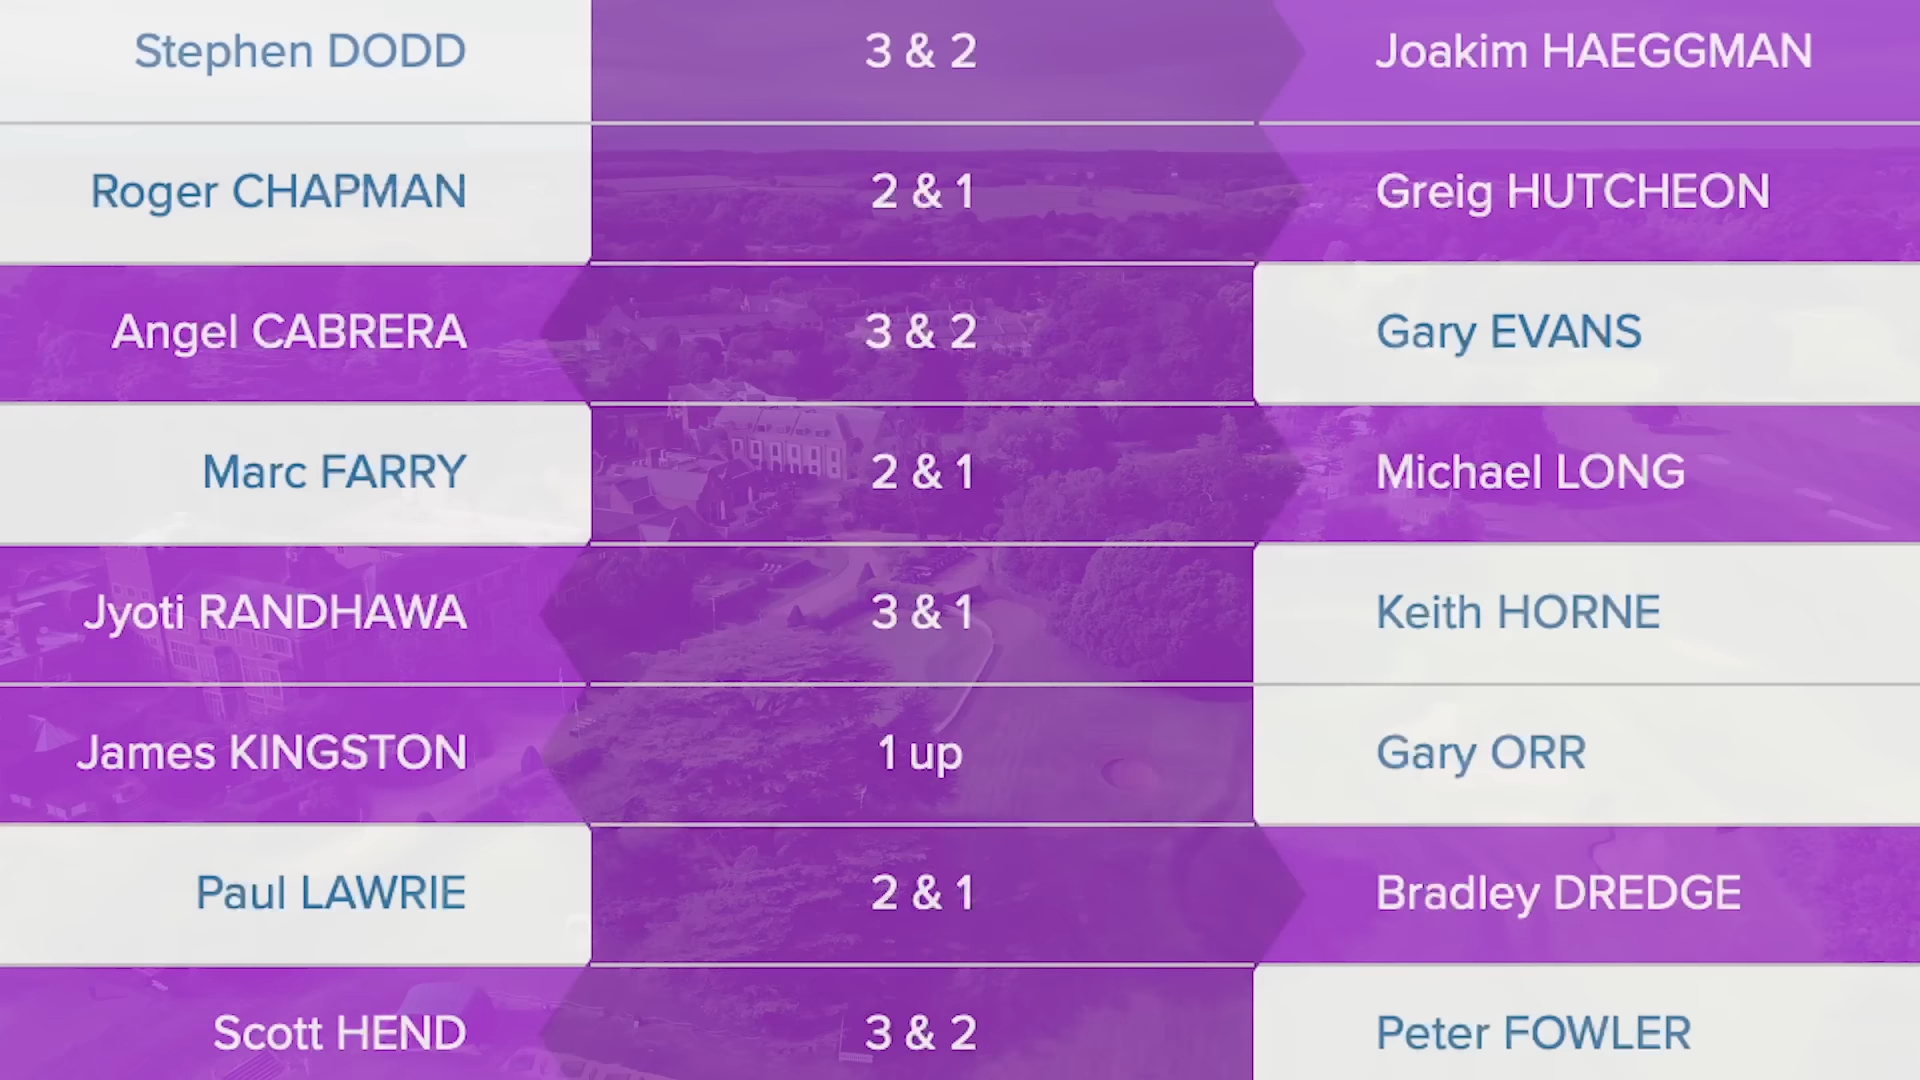 Stephen DODD 3 & 2 Joakim HAEGGMAN
Roger CHAPMAN 2 & 1 Greig HUTCHEON
Angel CABRERA 3 & 2 Gary EVANS
Marc FARRY 2 & 1 Michael LONG
Jyoti RANDHAWA 3 & 1 Keith HORNE
James KINGSTON 1 up Gary ORR
Paul LAWRIE 2 & 1 Bradley DREDGE
Scott HEND 3 & 2 Peter FOWLER